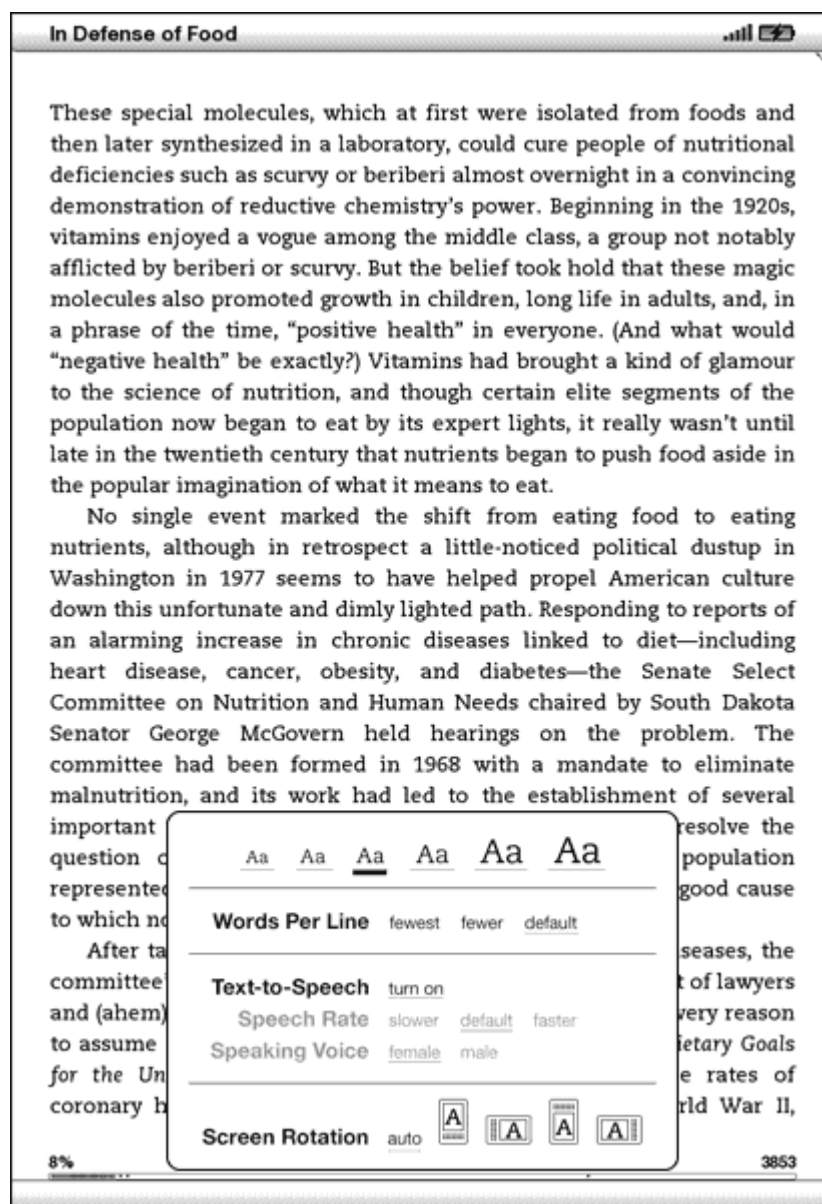 In Defense of Food
These special molecules, which at first were isolated from foods and
then later synthesized in a laboratory, could cure people of nutritional
deficiencies such as scurvy or beriberi almost overnight in a convincing
demonstration of reductive chemistry’s power. Beginning in the 1920s,
vitamins enjoyed a vogue among the middle class, a group not notably
afflicted by beriberi or scurvy. But the belief took hold that these magic
molecules also promoted growth in children, long life in adults, and, in
a phrase of the time, “positive health” in everyone. (And what would
“negative health” be exactly?) Vitamins had brought a kind of glamour
to the science of nutrition, and though certain elite segments of the
population now began to eat by its expert lights, it really wasn’t until
late in the twentieth century that nutrients began to push food aside in
the popular imagination of what it means to eat.
No single event marked the shift from eating food to eating
nutrients, although in retrospect a little-noticed political dustup in
Washington in 1977 seems to have helped propel American culture
down this unfortunate and dimly lighted path. Responding to reports of
an alarming increase in chronic diseases linked to diet—including
heart disease, cancer, obesity, and diabetes—the Senate Select
Committee on Nutrition and Human Needs chaired by South Dakota
Senator George McGovern held hearings on the problem. The
committee had been formed in 1968 with a mandate to eliminate
malnutrition, and its work had led to the establishment of several
important resolve the
question population
represented good cause
to which
After seases, the
committee’ of lawyers
and (ahem) very reason
to assume ietary Goals
for the Un e rates of
coronary rld War II,
Aa Aa Aa Aa Aa Aa
Words Per Line fewest fewer default
Text-to-Speech turn on
Speech Rate slower default faster
Speaking Voice female male
Screen Rotation auto A A A A
8% 3853